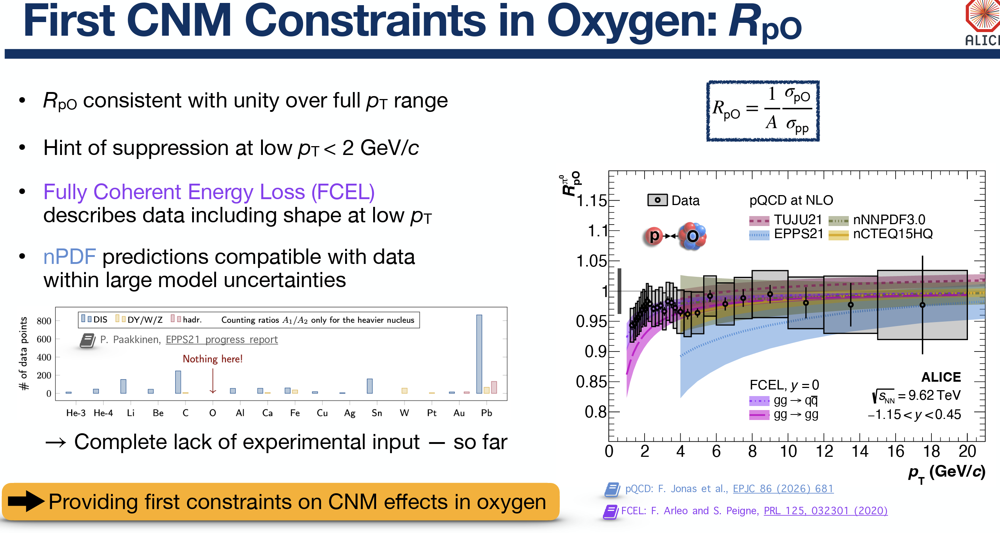 First CNM Constraints in Oxygen: RpO
ALICE
• RpO consistent with unity over full pT range
• Hint of suppression at low pT < 2 GeV/c
• Fully Coherent Energy Loss (FCEL)
describes data including shape at low pT
• nPDF predictions compatible with data
within large model uncertainties
# of data points
800
600
400
200
0
DIS DY/W/Z hadr. Counting ratios A1/A2 only for the heavier nucleus
P. Paakkinen, EPPS21 progress report
Nothing here!
He-3 He-4 Li Be C O Al Ca Fe Cu Ag Sn W Pt Au Pb
→ Complete lack of experimental input — so far
Providing first constraints on CNM effects in oxygen
RpO = 1/A σpO/σpp
Rπ0pO
1.15
1.1
1.05
1
0.95
0.9
0.85
0.8
Data
p O
pQCD at NLO
TUJU21 nNNPDF3.0
EPPS21 nCTEQ15HQ
FCEL, y = 0
gg → qq̄
gg → gg
ALICE
√sNN = 9.62 TeV
−1.15 < y < 0.45
0 2 4 6 8 10 12 14 16 18 20
pT (GeV/c)
pQCD: F. Jonas et al., EPJC 86 (2026) 681
FCEL: F. Arleo and S. Peigne, PRL 125, 032301 (2020)